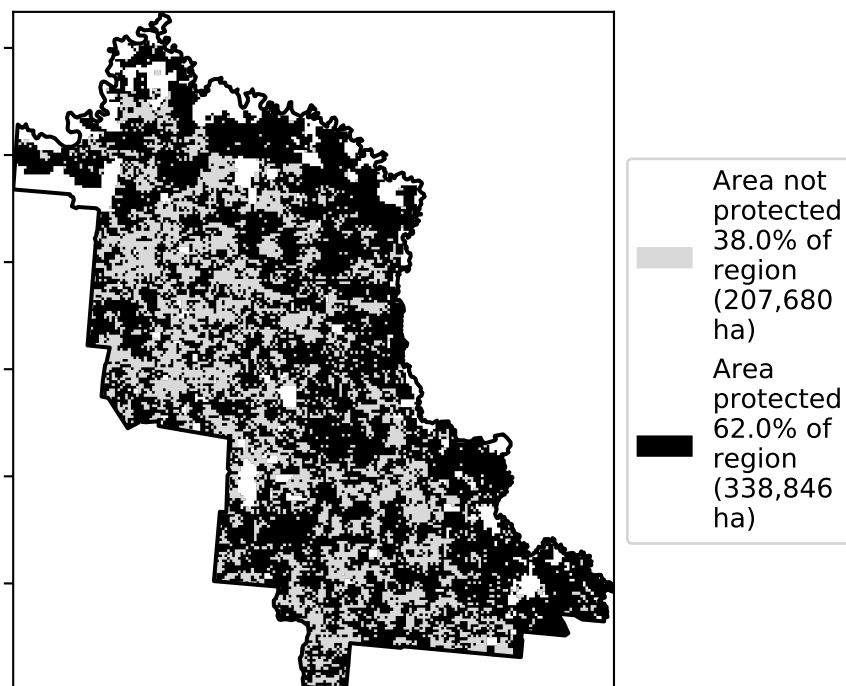 Area not
protected
38.0% of
region
(207,680
ha)
Area
protected
62.0% of
region
(338,846
ha)